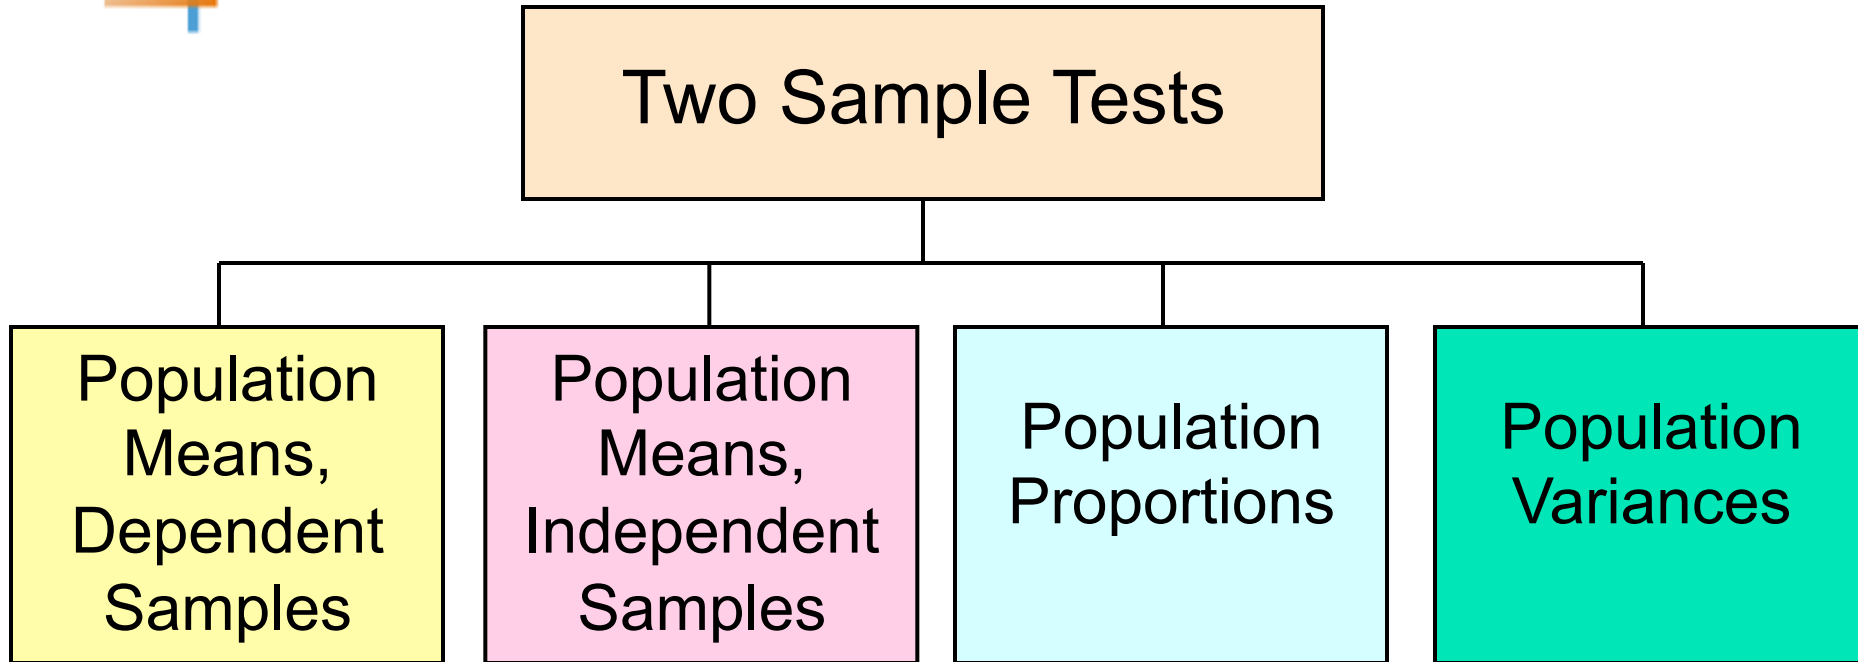 Two Sample Tests
Population
Means,
Dependent
Samples
Population
Means,
Independent
Samples
Population
Proportions
Population
Variances